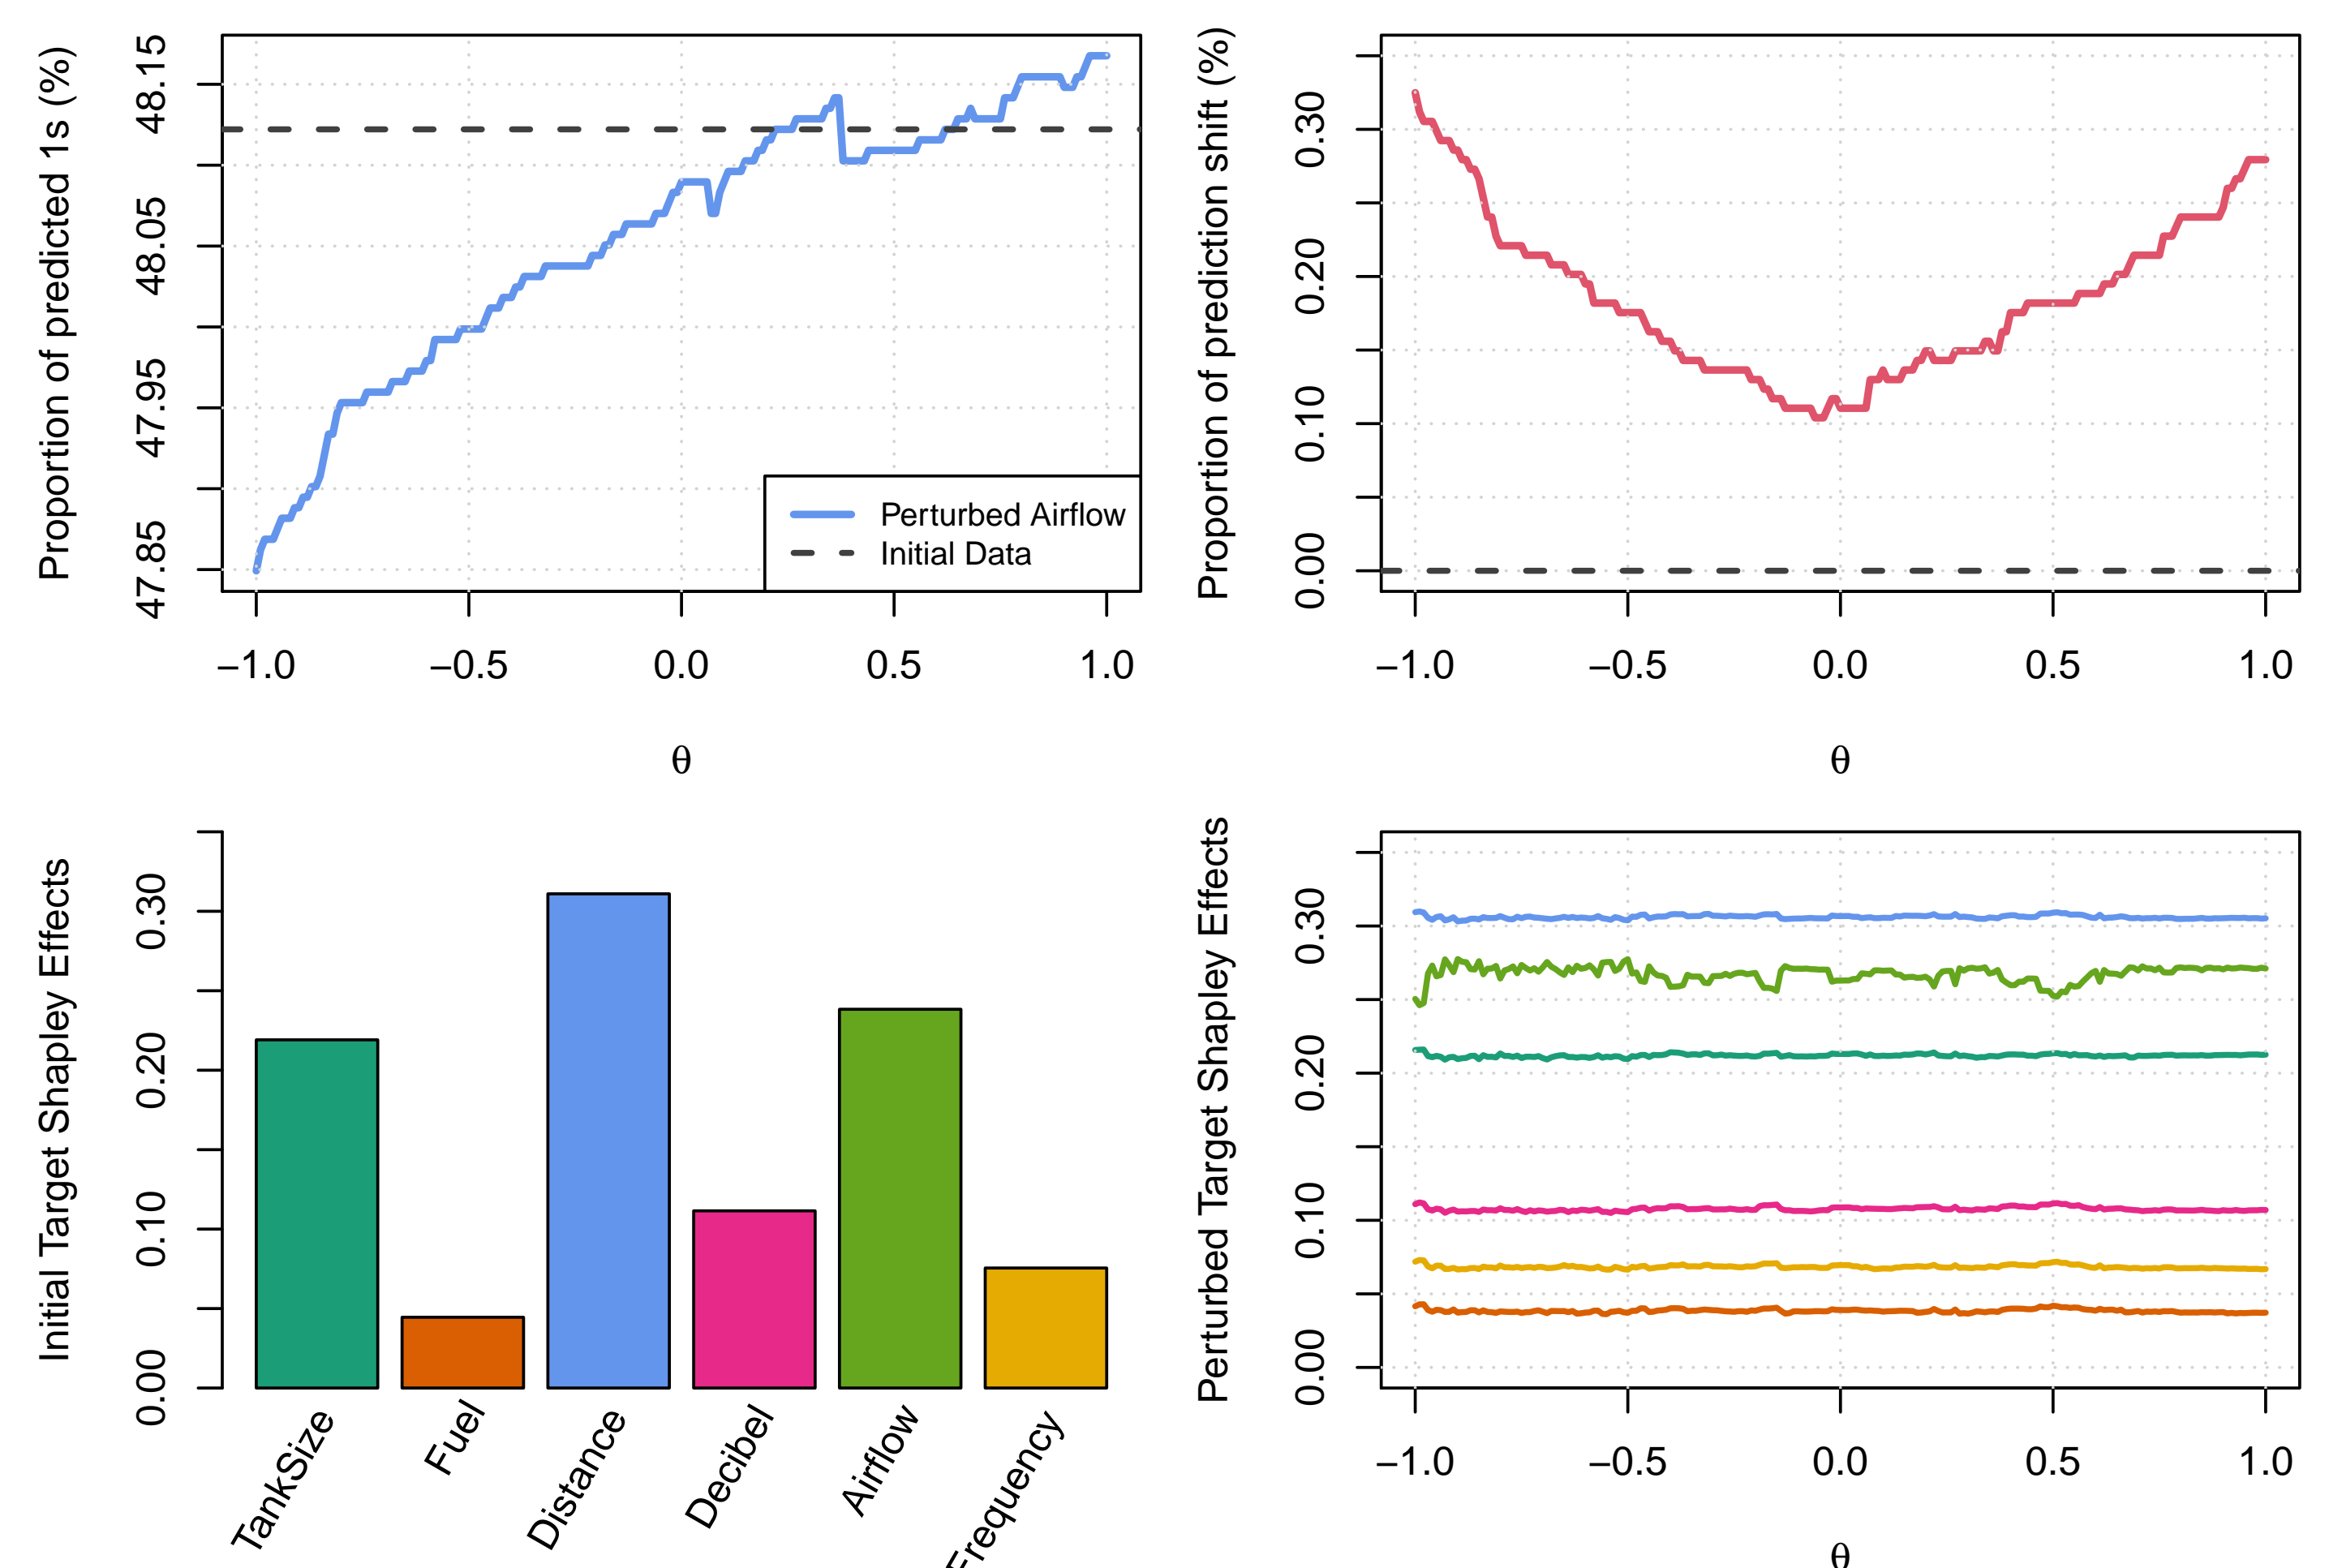 Proportion of predicted 1s (%)
47.85 47.95 48.05 48.15
−1.0 −0.5 0.0 0.5 1.0
θ
Perturbed Airflow
Initial Data
Proportion of prediction shift (%)
0.00 0.10 0.20 0.30
−1.0 −0.5 0.0 0.5 1.0
θ
Initial Target Shapley Effects
0.00 0.10 0.20 0.30
TankSize Fuel Distance Decibel Airflow Frequency
Perturbed Target Shapley Effects
0.00 0.10 0.20 0.30
−1.0 −0.5 0.0 0.5 1.0
θ